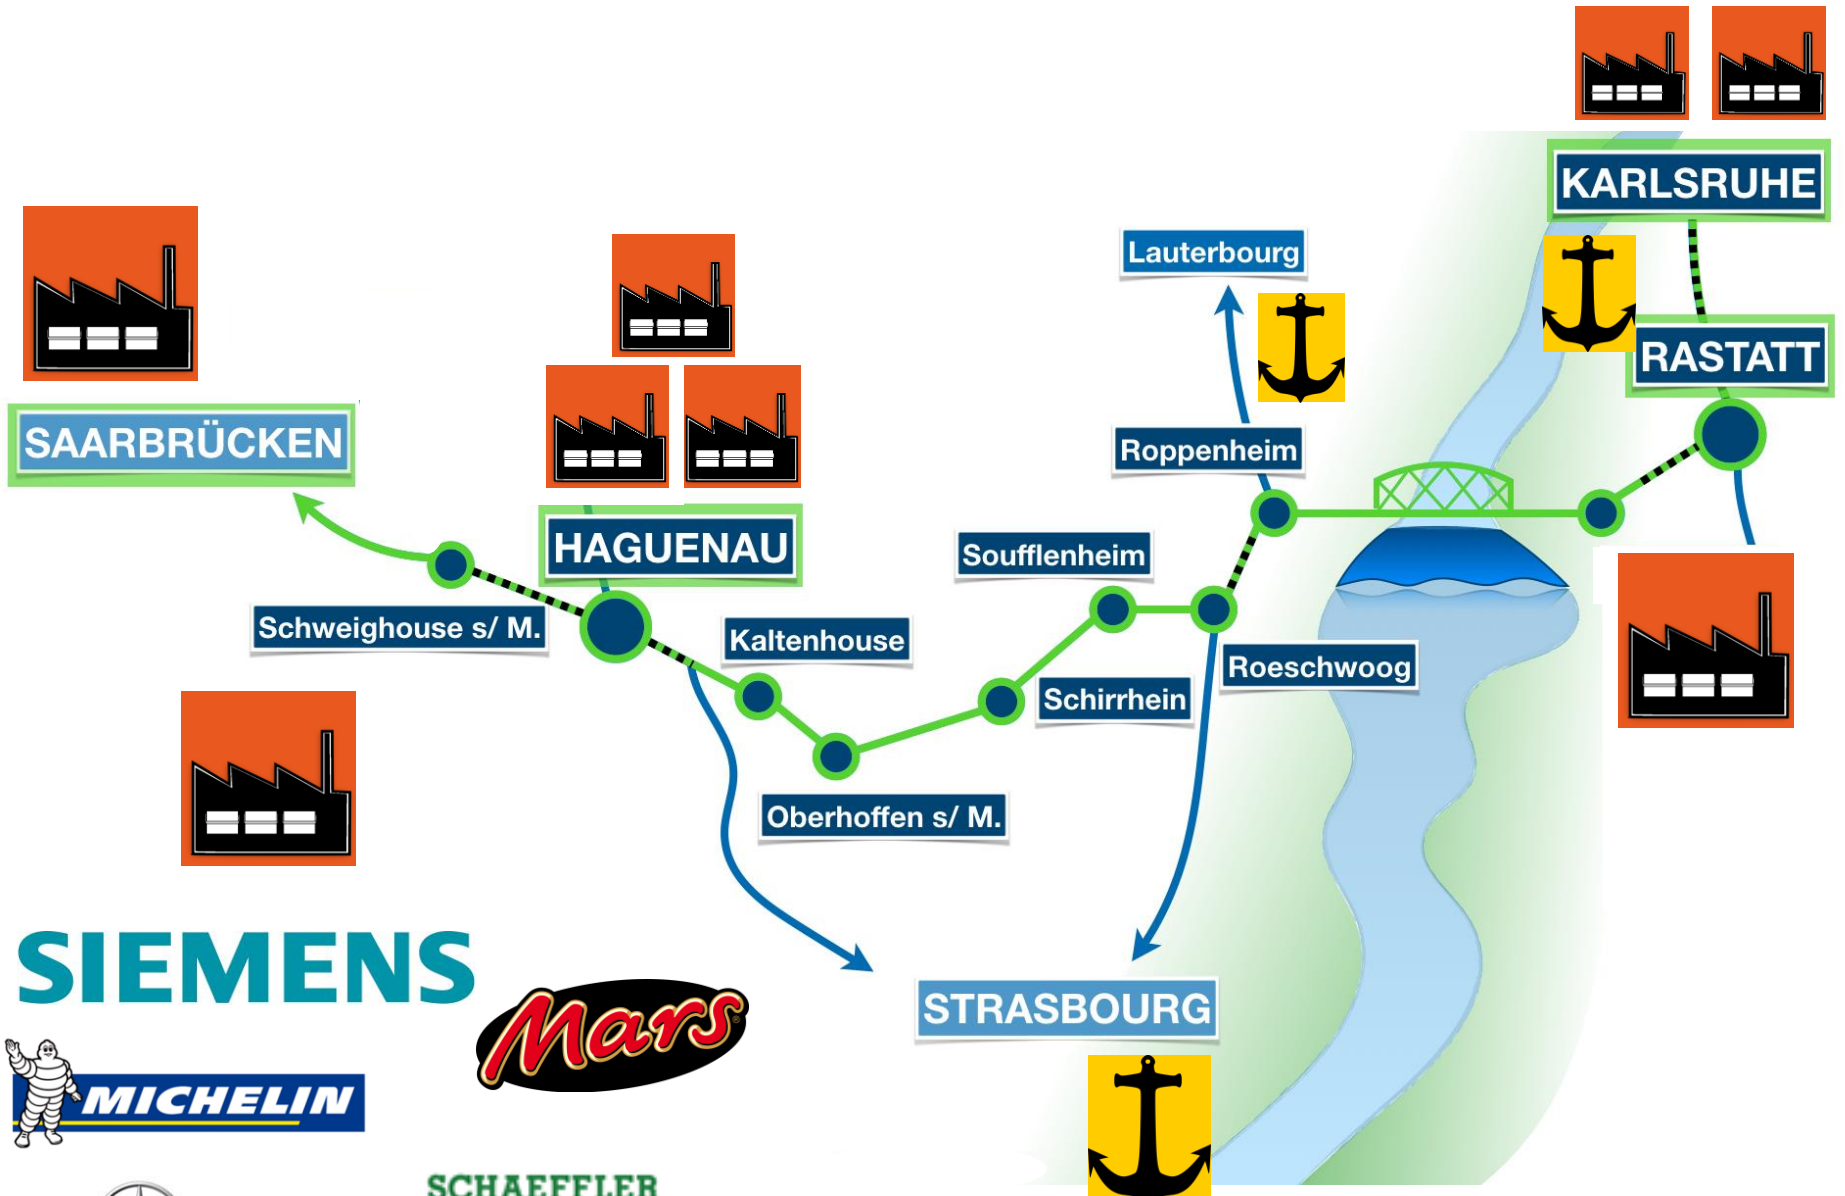 KARLSRUHE
Lauterbourg
RASTATT
SAARBRÜCKEN
Roppenheim
HAGUENAU
Soufflenheim
Schweighouse s/ M.
Kaltenhouse
Roeschwoog
Schirrhein
Oberhoffen s/ M.
SIEMENS
STRASBOURG
Mars
MICHELIN
SCHAEFFLER